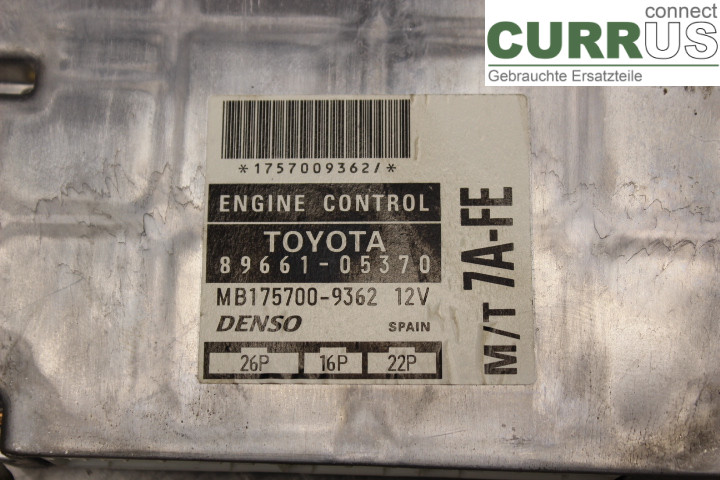 connect
CURRUS
Gebrauchte Ersatzteile
*1757009362/*
ENGINE CONTROL
TOYOTA
89661-05370
MB175700-9362 12V
DENSO SPAIN
26P 16P 22P
M/T 7A-FE